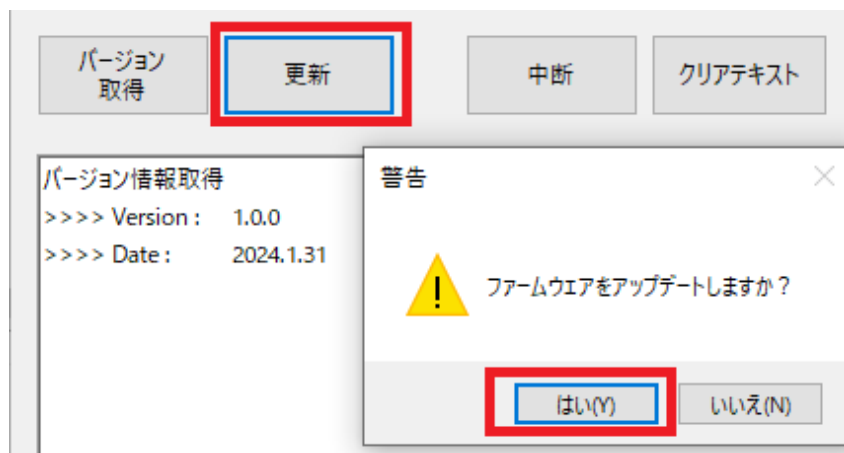 バージョン
取得
更新
中断
クリアテキスト
バージョン情報取得
>>>> Version : 1.0.0
>>>> Date : 2024.1.31
警告
ファームウエアをアップデートしますか？
はい(Y)
いいえ(N)